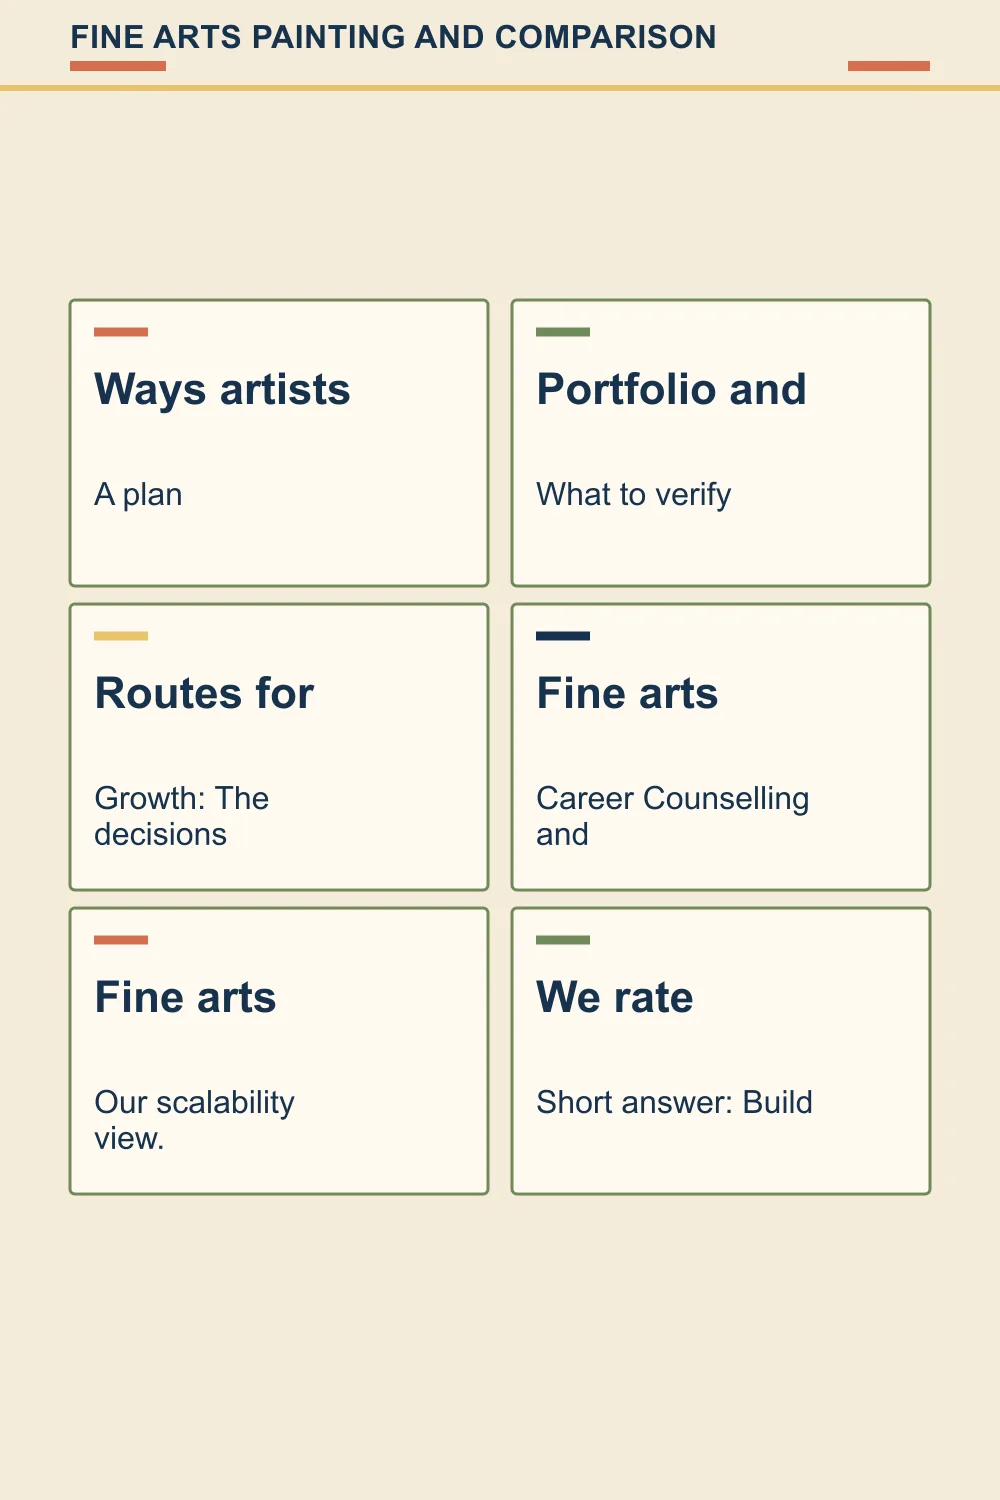 FINE ARTS PAINTING AND COMPARISON
Ways artists
A plan
Portfolio and
What to verify
Routes for
Growth: The
decisions
Fine arts
Career Counselling
and
Fine arts
Our scalability
view.
We rate
Short answer: Build